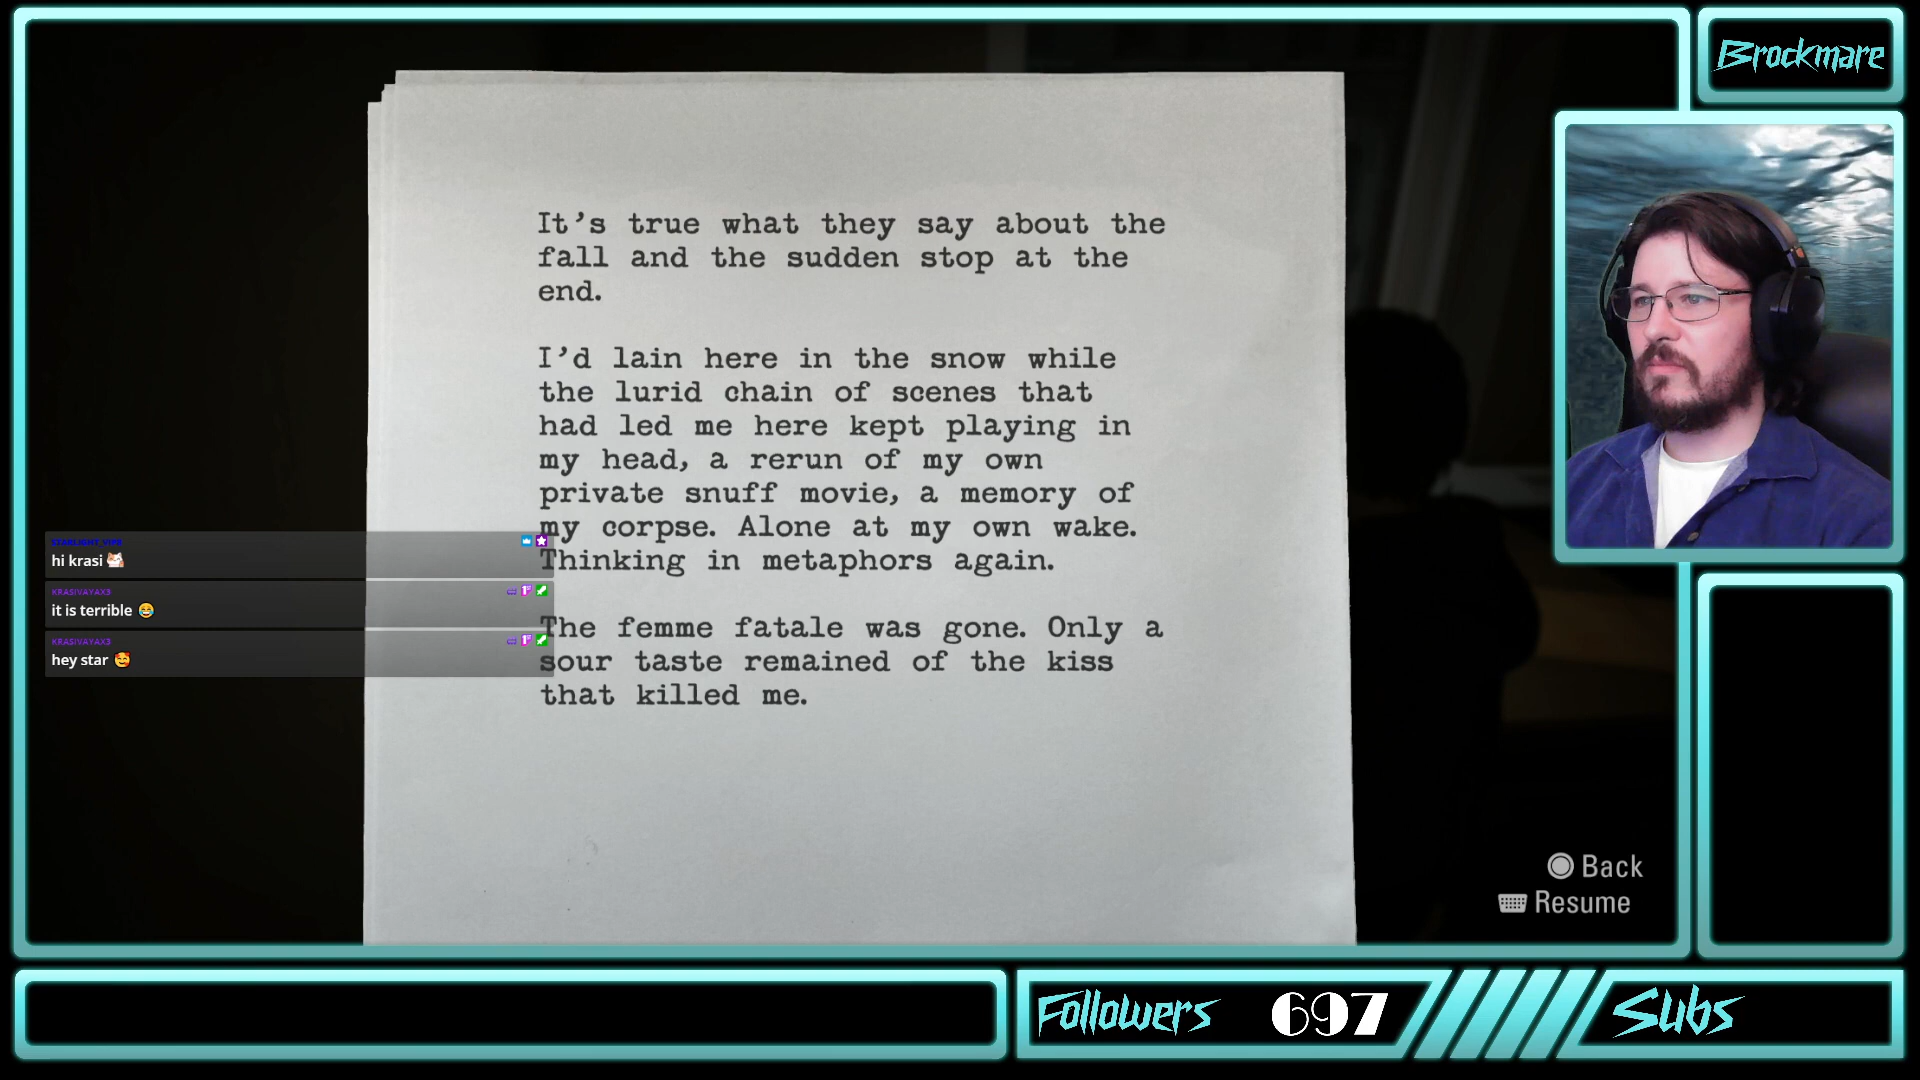 Brockmare
It's true what they say about the
fall and the sudden stop at the
end.
I'd lain here in the snow while
the lurid chain of scenes that
had led me here kept playing in
my head, a rerun of my own
private snuff movie, a memory of
my corpse. Alone at my own wake.
Thinking in metaphors again.
The femme fatale was gone. Only a
sour taste remained of the kiss
that killed me.
hi krasi
KRASIVAYAX3
it is terrible
KRASIVAYAX3
hey star
Back
Resume
Followers 697
Subs